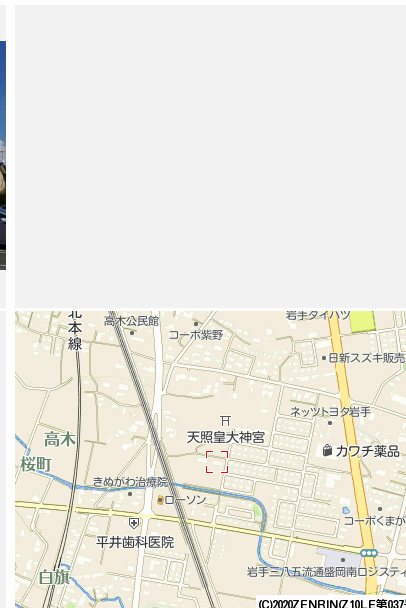 北本線
高木公民館
岩手ダイハツ
コーポ紫野
日新スズキ販売
ネッツトヨタ岩手
天照皇大神宮
カワチ薬品
高木
桜町
きぬがわ治療院
ローソン
コーポくまが
平井歯科医院
岩手三八五流通盛岡南ロジスティ
白旗
(C)2020ZENRIN(Z10LE第037